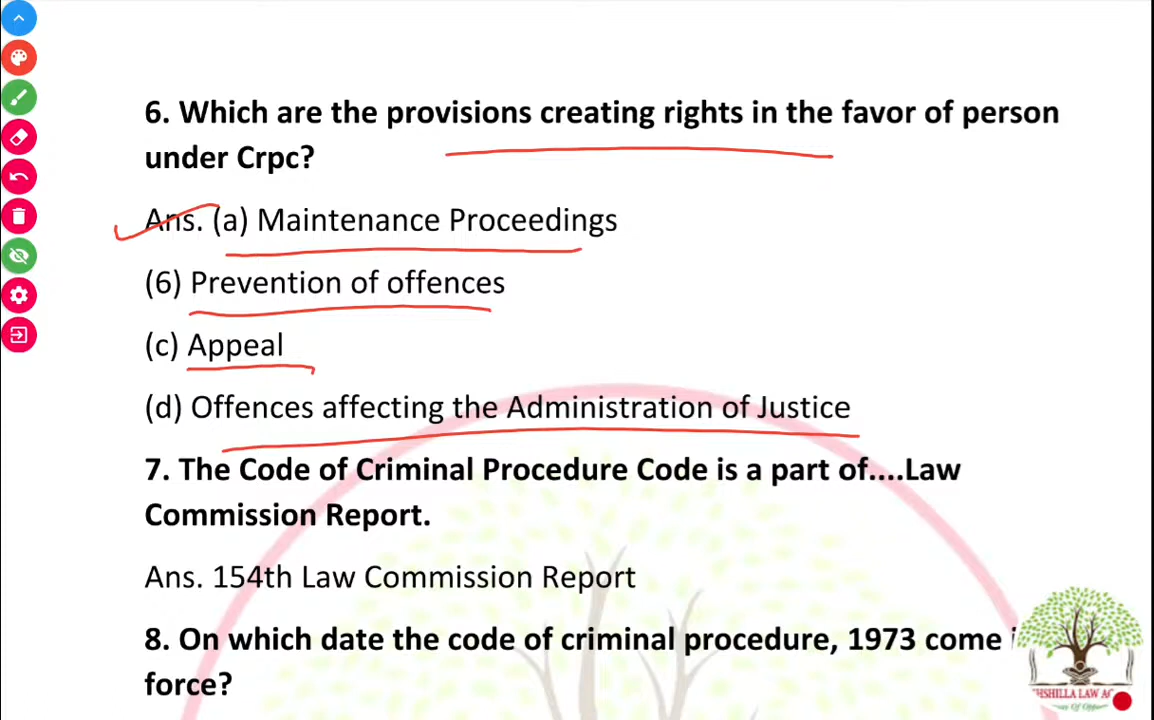 6. Which are the provisions creating rights in the favor of person
under Crpc?
Ans. (a) Maintenance Proceedings
(6) Prevention of offences
(c) Appeal
(d) Offences affecting the Administration of Justice
7. The Code of Criminal Procedure Code is a part of....Law
Commission Report.
Ans. 154th Law Commission Report
8. On which date the code of criminal procedure, 1973 come
force?
HSHILLA LAW AC